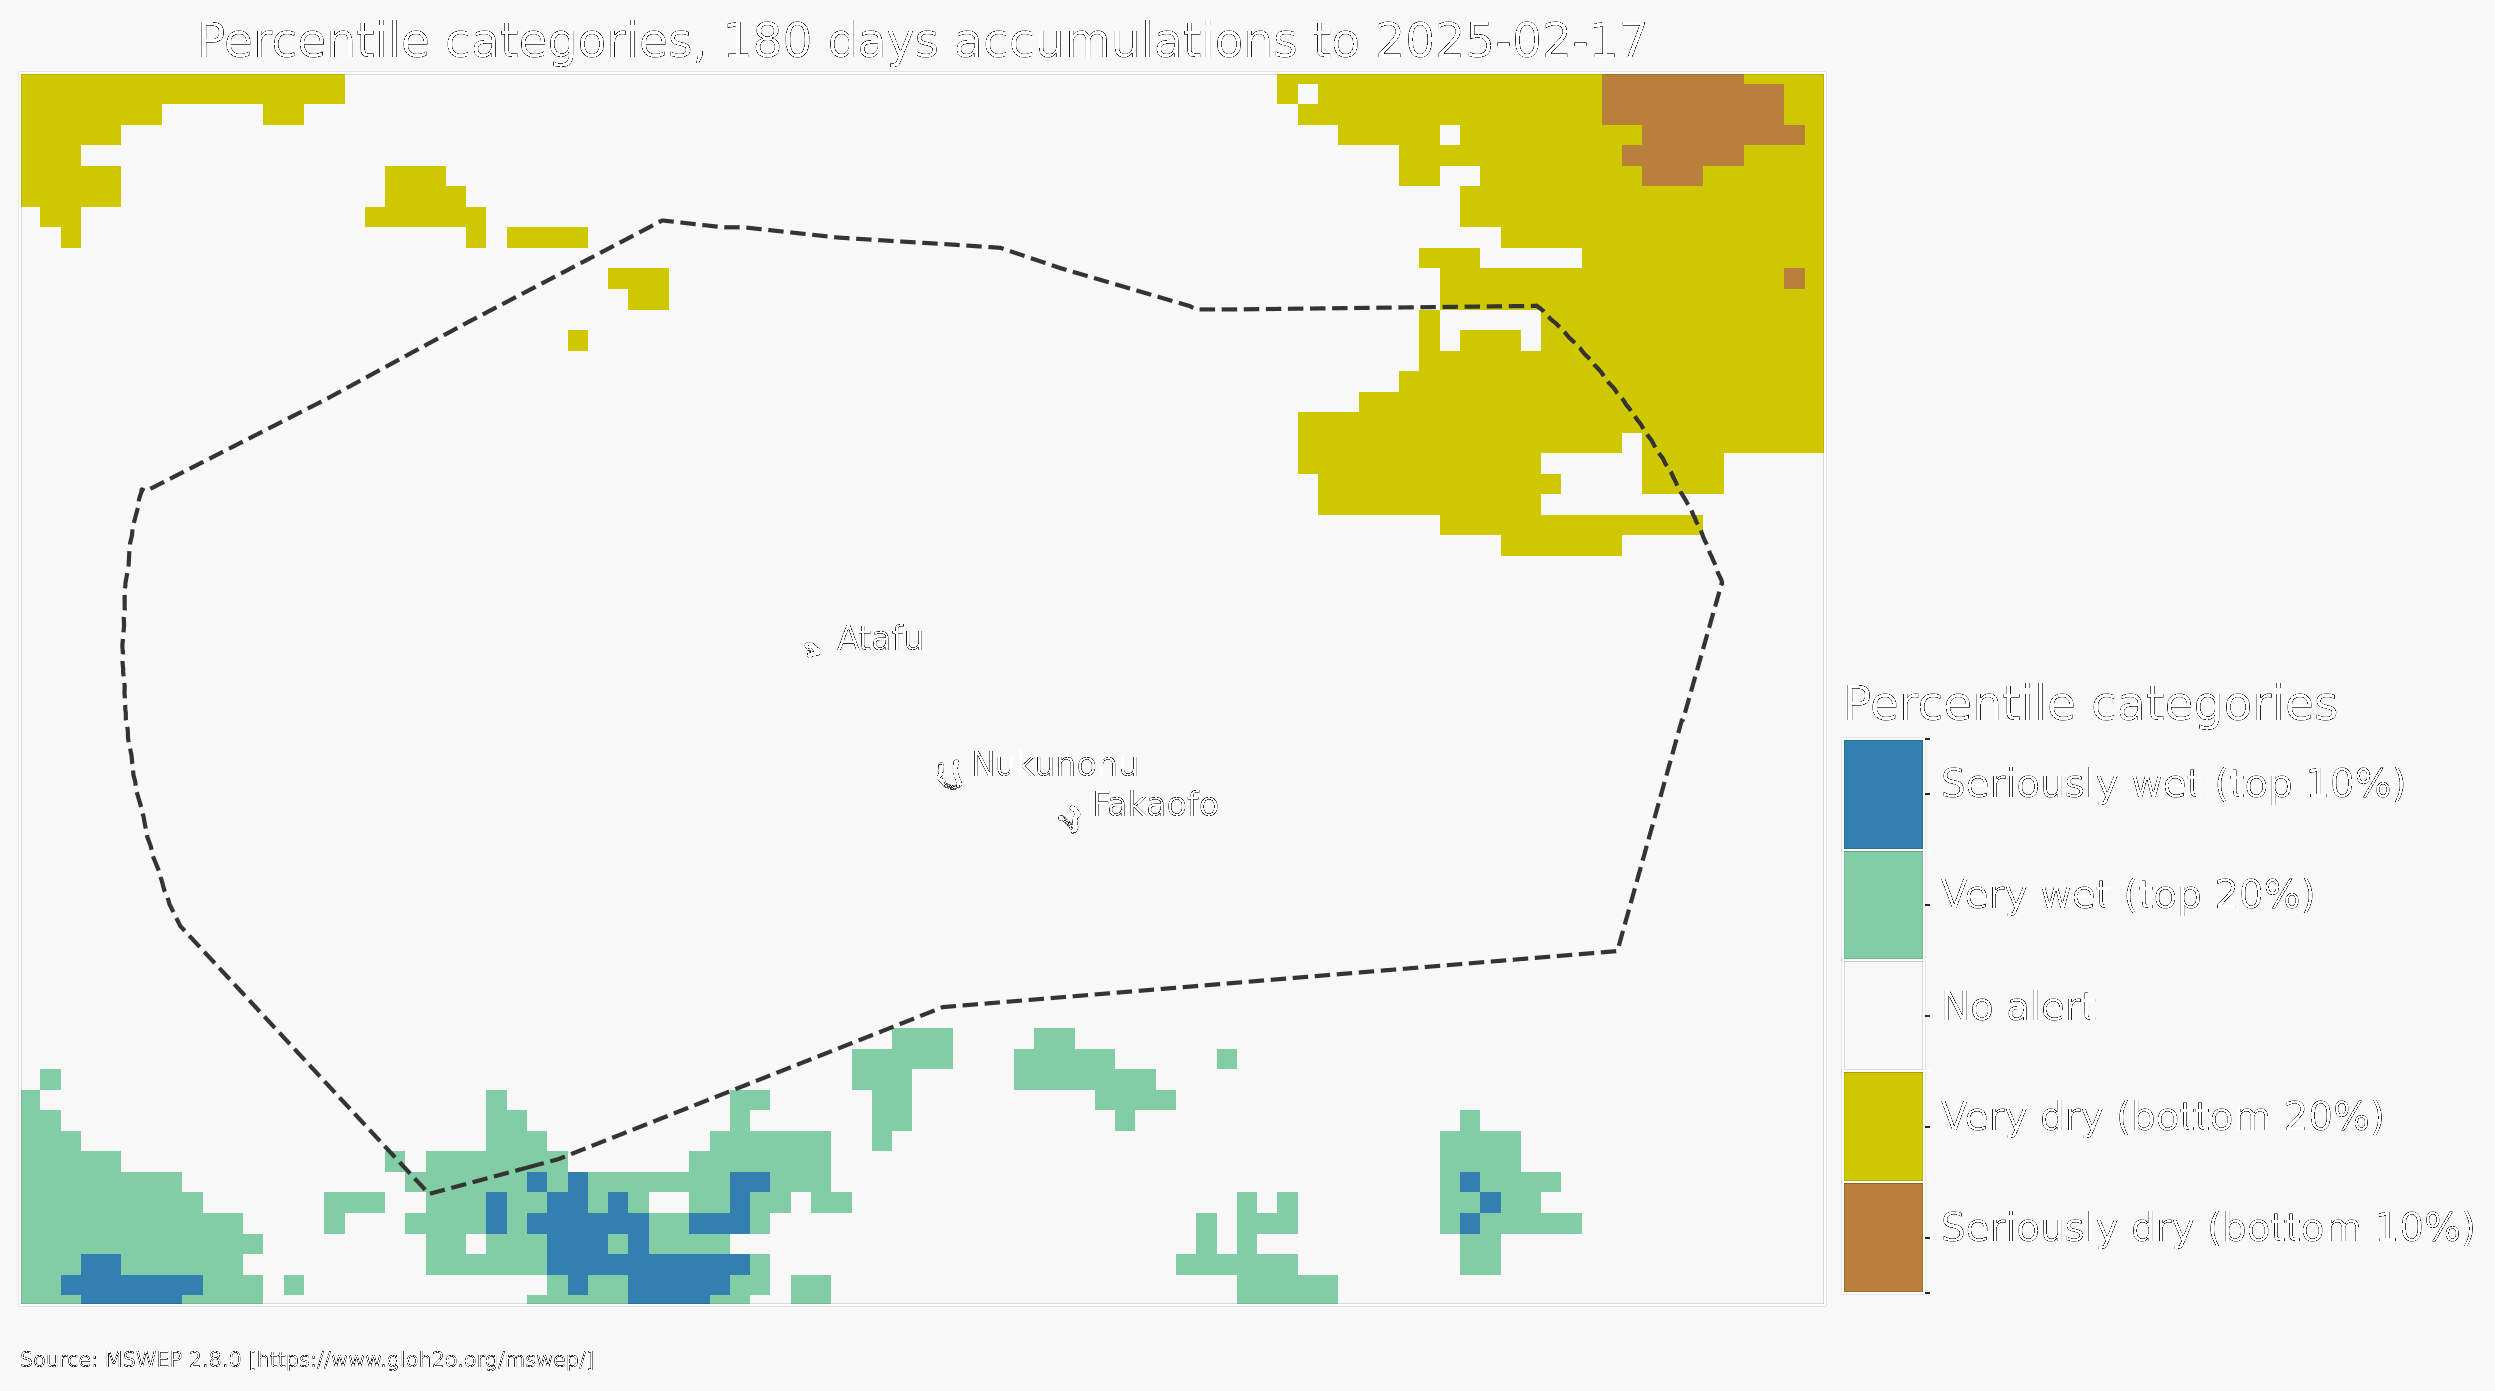 Percentile categories, 180 days accumulations to 2025-02-17
Atafu
Nukunonu
Fakaofo
Percentile categories
Seriously wet (top 10%)
Very wet (top 20%)
No alert
Very dry (bottom 20%)
Seriously dry (bottom 10%)
Source: MSWEP 2.8.0 [https://www.gloh2o.org/mswep/]